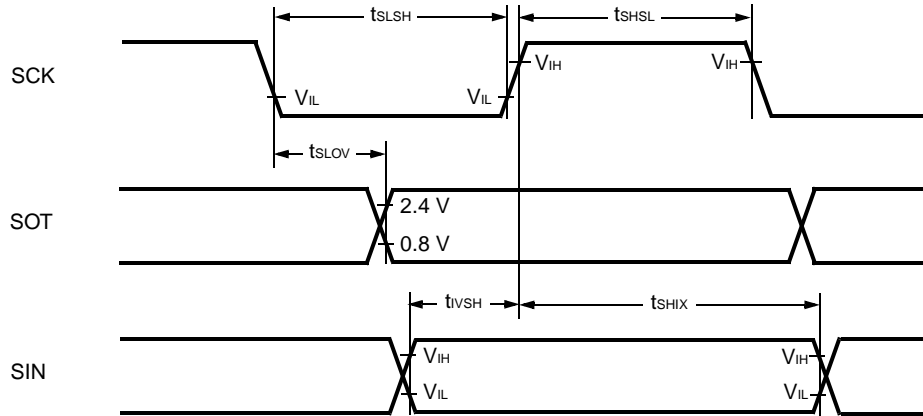 tSLSH tSHSL
SCK VIL VIL VIH VIH
tSLOV
SOT 2.4 V
0.8 V
tIVSH tSHIX
SIN VIH VIH
VIL VIL